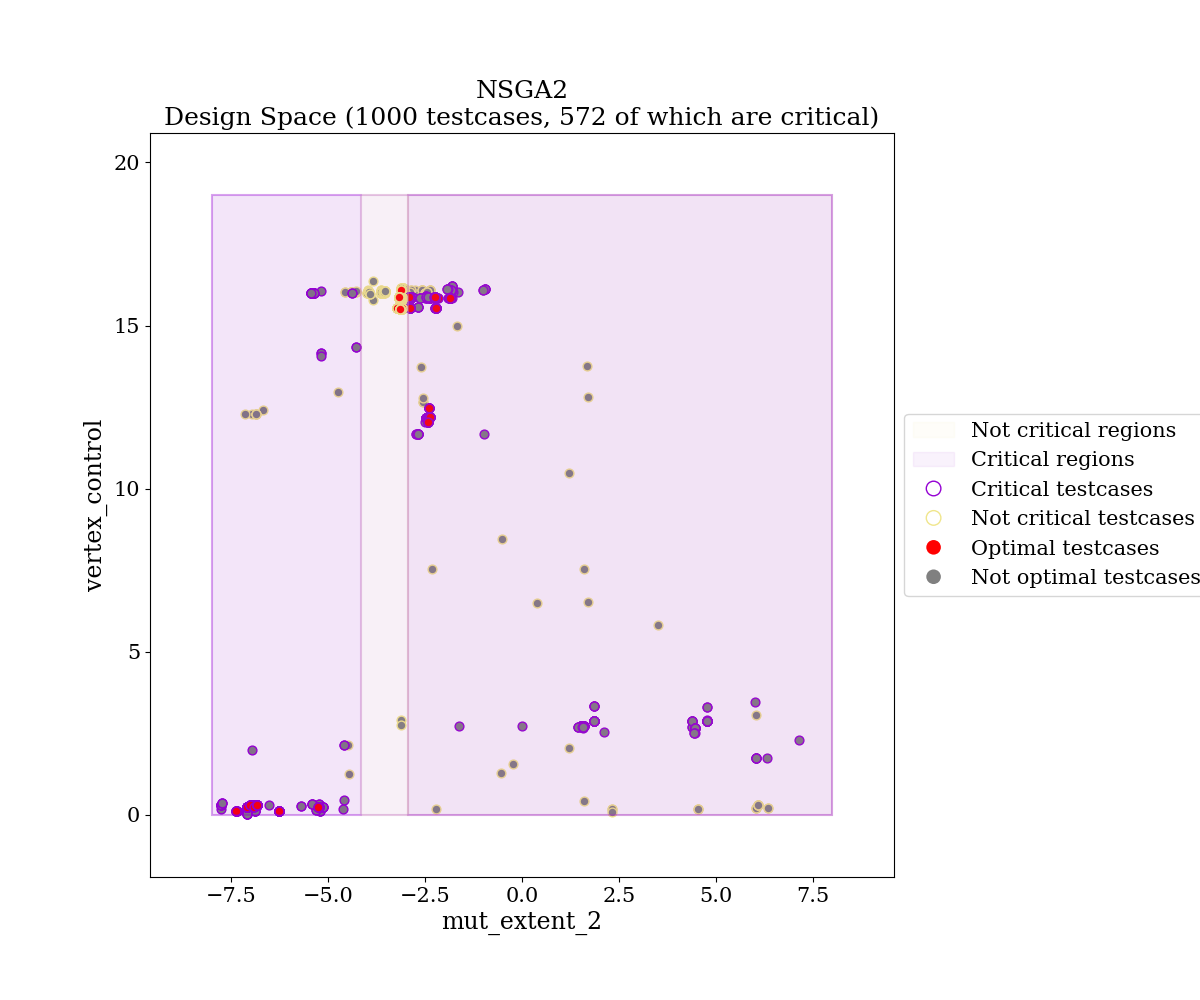 NSGA2
Design Space (1000 testcases, 572 of which are critical)
20
15
10
5
0
vertex_control
−7.5
−5.0
−2.5
0.0
2.5
5.0
7.5
mut_extent_2
Not critical regions
Critical regions
Critical testcases
Not critical testcases
Optimal testcases
Not optimal testcases